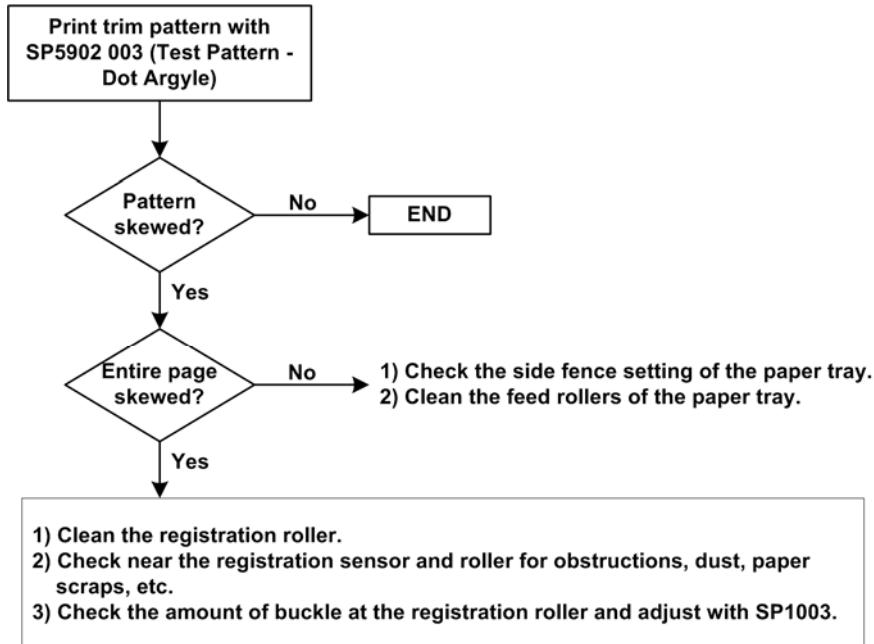 Print trim pattern with
SP5902 003 (Test Pattern -
Dot Argyle)
Pattern
skewed?
No
END
Yes
Entire page
skewed?
No
1) Check the side fence setting of the paper tray.
2) Clean the feed rollers of the paper tray.
Yes
1) Clean the registration roller.
2) Check near the registration sensor and roller for obstructions, dust, paper
scraps, etc.
3) Check the amount of buckle at the registration roller and adjust with SP1003.